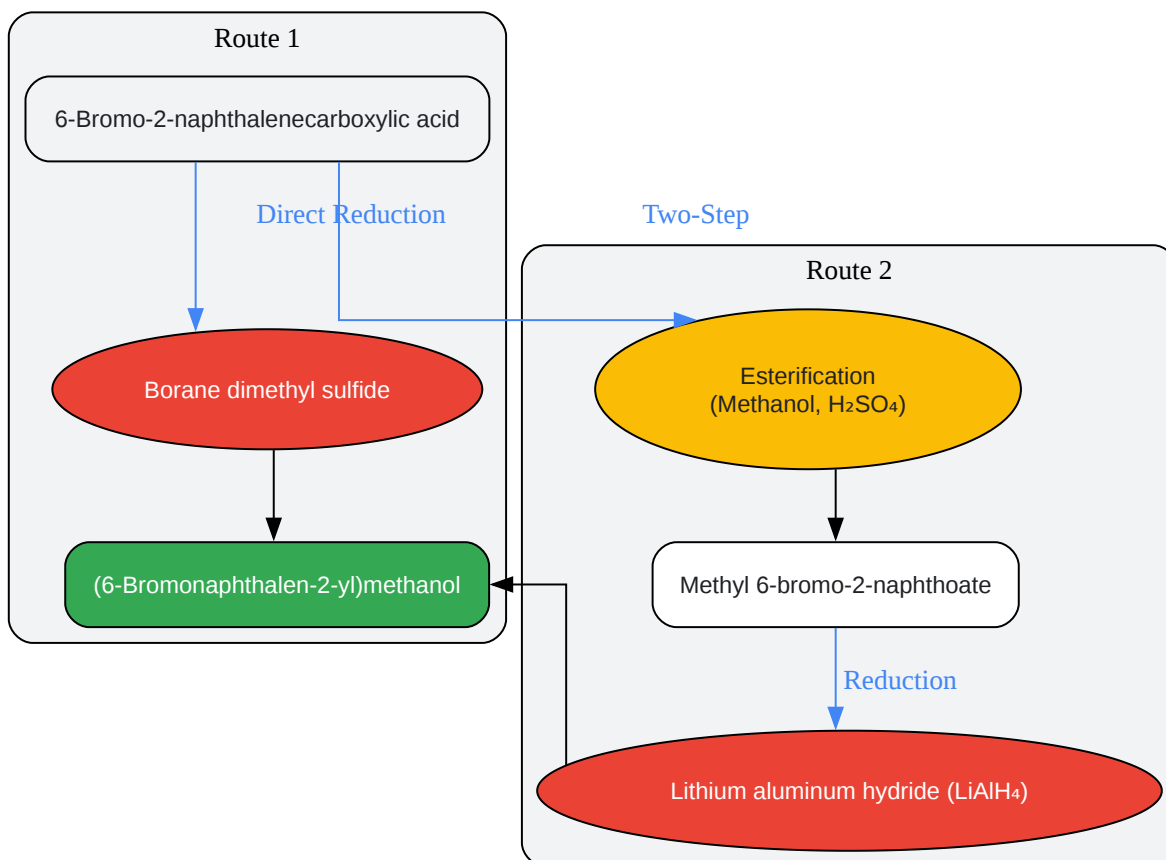 Route 1
6-Bromo-2-naphthalenecarboxylic acid
Direct Reduction
Two-Step
Route 2
Borane dimethyl sulfide
Esterification
(Methanol, H₂SO₄)
(6-Bromonaphthalen-2-yl)methanol
Methyl 6-bromo-2-naphthoate
Reduction
Lithium aluminum hydride (LiAlH₄)